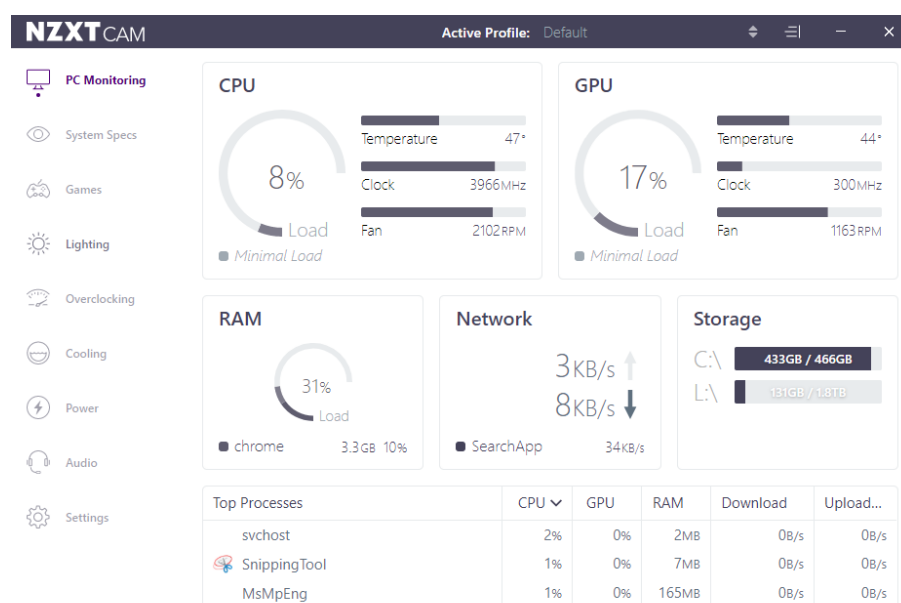 NZXT CAM
Active Profile: Default
PC Monitoring
System Specs
Games
Lighting
Overclocking
Cooling
Power
Audio
Settings
CPU
8%
Load
Minimal Load
Temperature 47°
Clock 3966MHz
Fan 2102RPM
GPU
17%
Load
Minimal Load
Temperature 44°
Clock 300MHz
Fan 1163RPM
RAM
31%
Load
chrome 3.3GB 10%
Network
3KB/s
8KB/s
SearchApp 34KB/s
Storage
C:\ 433GB / 466GB
L:\ 131GB / 1.8TB
Top Processes CPU GPU RAM Download Upload...
svchost 2% 0% 2MB 0B/s 0B/s
SnippingTool 1% 0% 7MB 0B/s 0B/s
MsMpEng 1% 0% 165MB 0B/s 0B/s